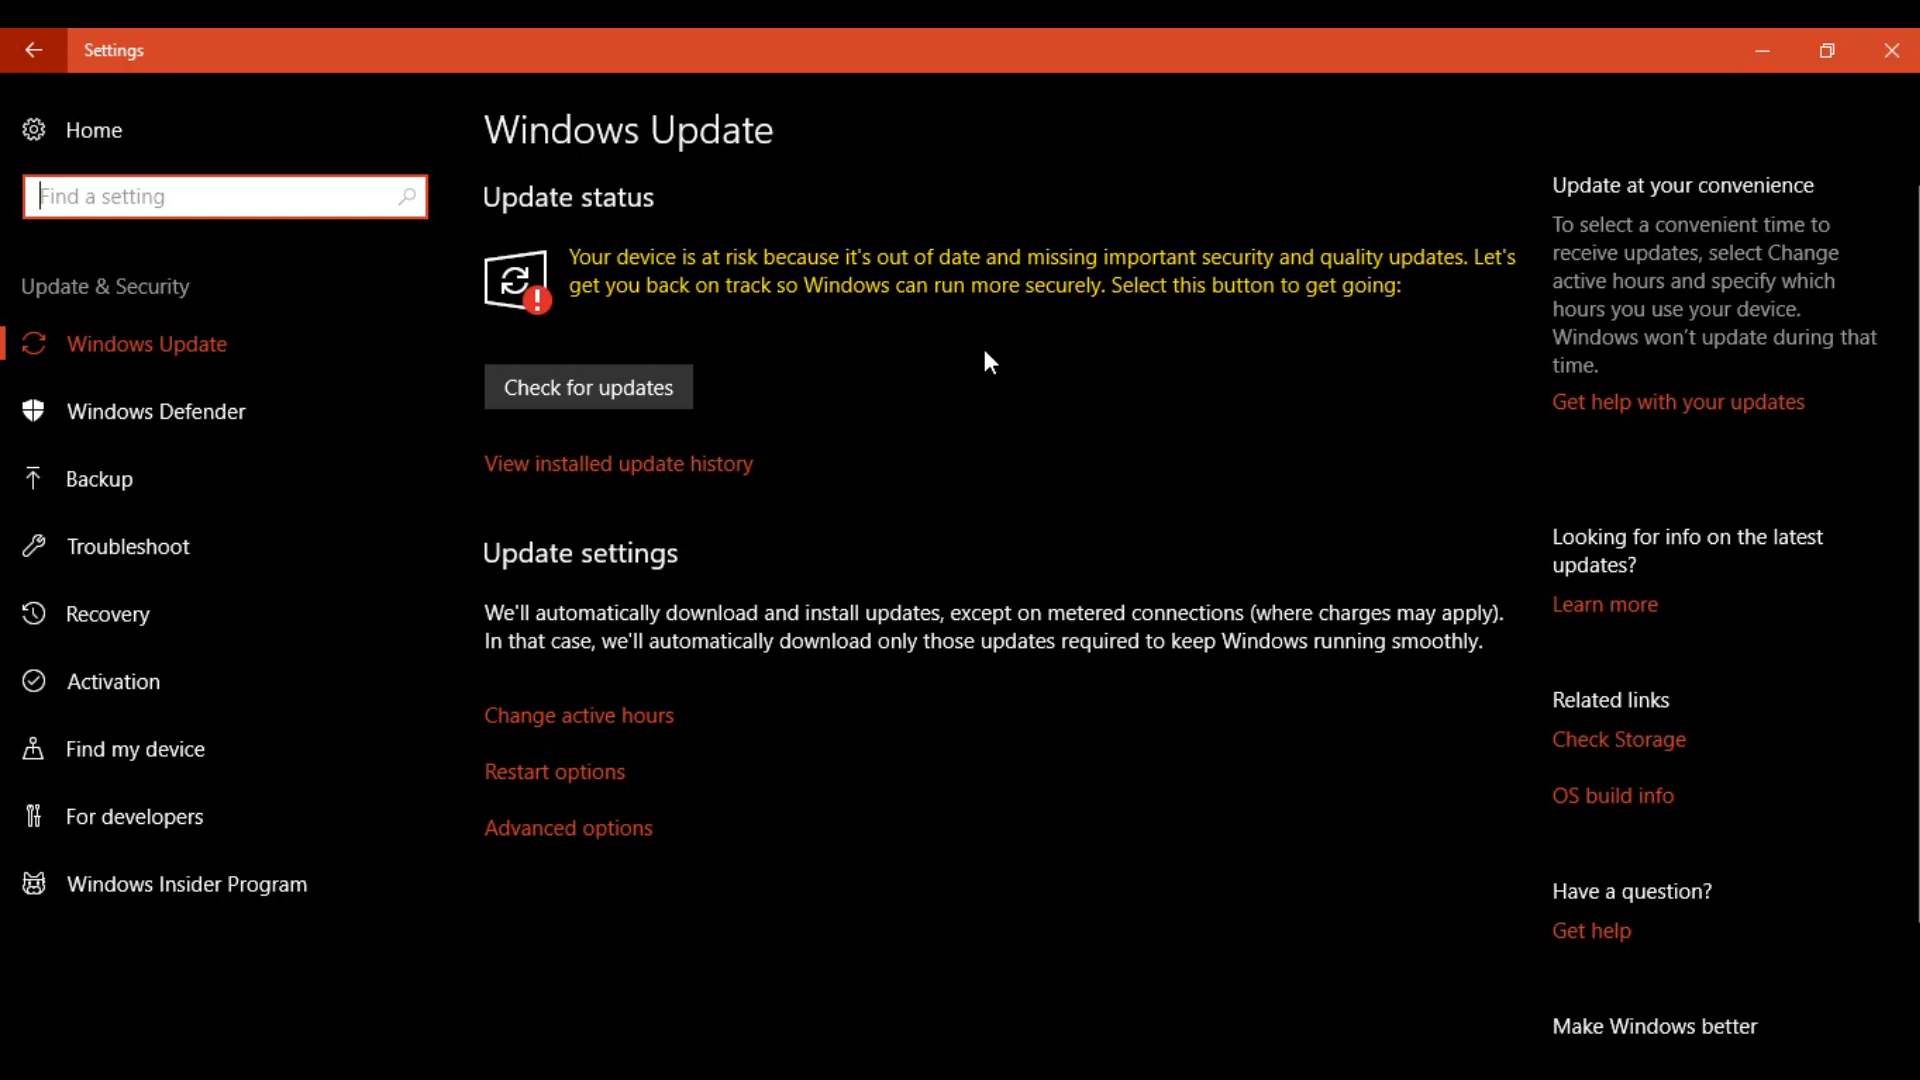 Settings
Home
Find a setting
Update & Security
Windows Update
Windows Defender
Backup
Troubleshoot
Recovery
Activation
Find my device
For developers
Windows Insider Program
Windows Update
Update status
Your device is at risk because it's out of date and missing important security and quality updates. Let's
get you back on track so Windows can run more securely. Select this button to get going:
Check for updates
View installed update history
Update settings
We'll automatically download and install updates, except on metered connections (where charges may apply).
In that case, we'll automatically download only those updates required to keep Windows running smoothly.
Change active hours
Restart options
Advanced options
Update at your convenience
To select a convenient time to
receive updates, select Change
active hours and specify which
hours you use your device.
Windows won't update during that
time.
Get help with your updates
Looking for info on the latest
updates?
Learn more
Related links
Check Storage
OS build info
Have a question?
Get help
Make Windows better